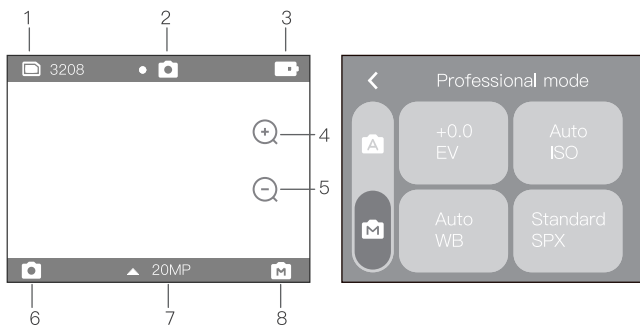 1 2 3
3208
4
5
20MP
M
6 7 8
Professional mode
A
+0.0
EV
Auto
ISO
M
Auto
WB
Standard
SPX